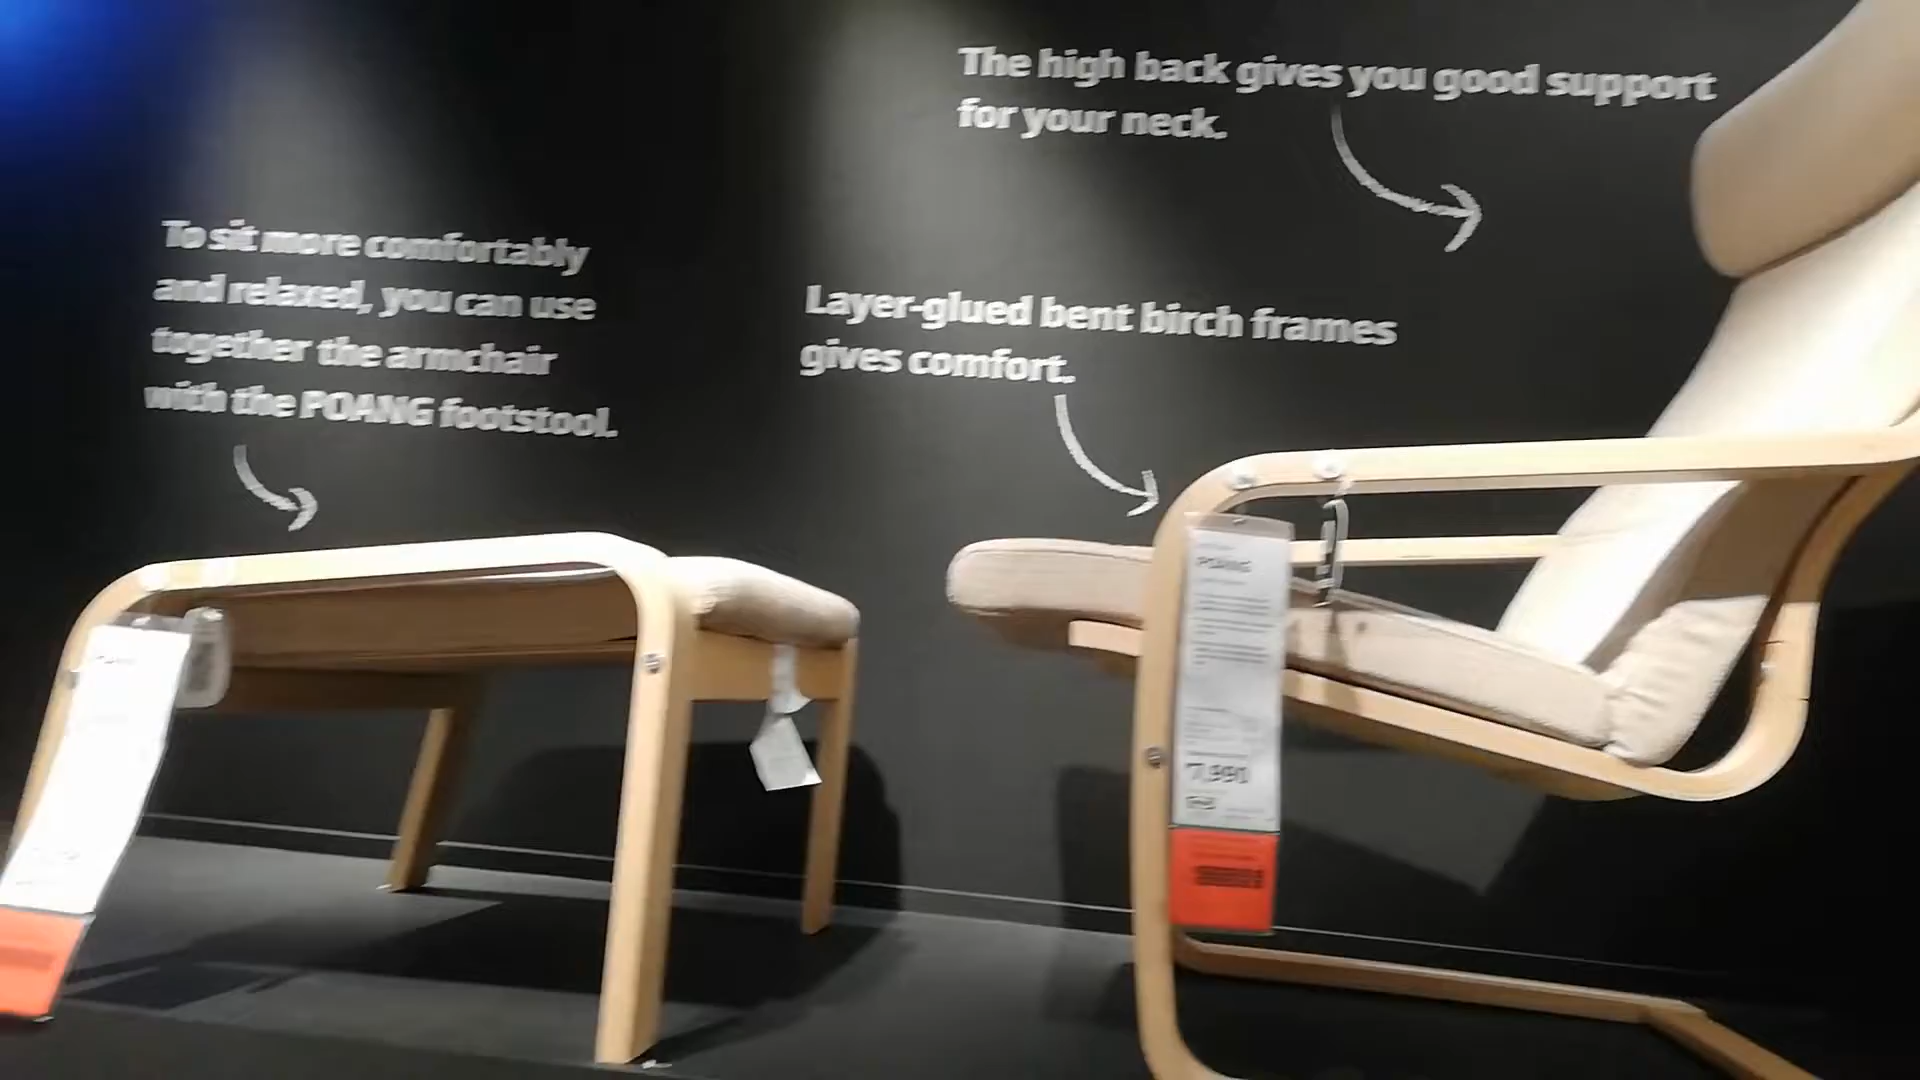 The high back gives you good support
for your neck.
To sit more comfortably
and relaxed, you can use
together the armchair
with the POANG footstool.
Layer-glued bent birch frames
gives comfort.
POANG
7,990